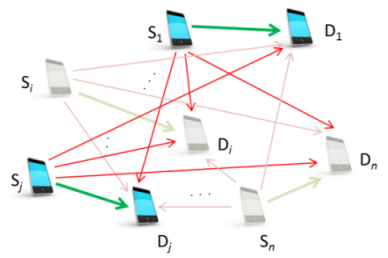 S1 D1
Si
Di
Dn
Sj
...
Dj Sn